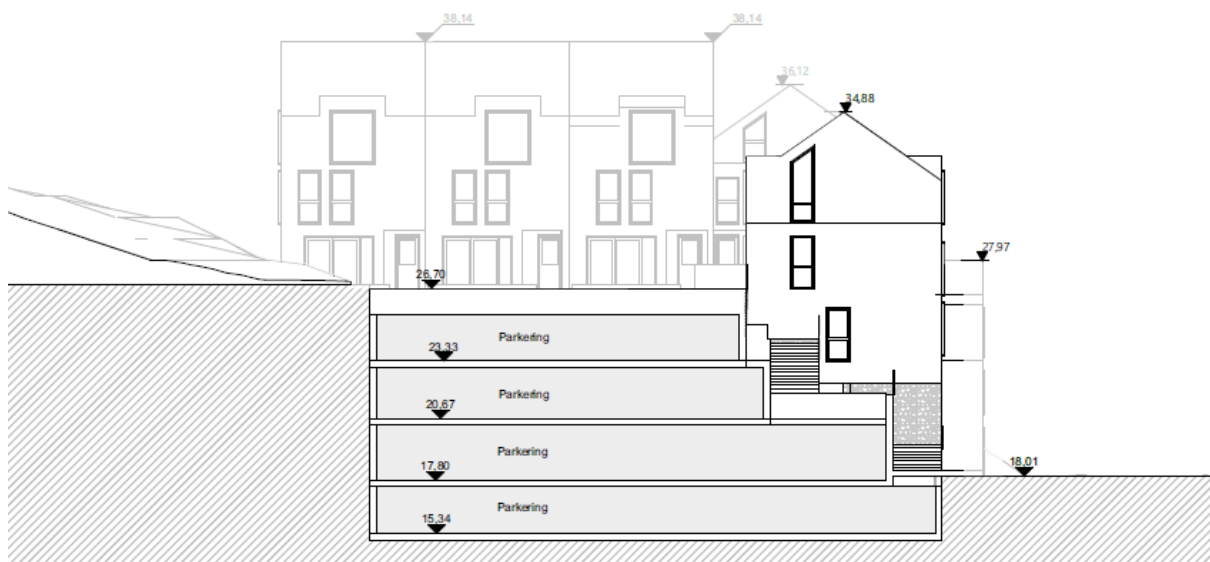 38,14
38,14
36,12
34,88
27,97
26,70
Parkering
23,33
Parkering
20,67
Parkering
17,80
18,01
Parkering
15,34